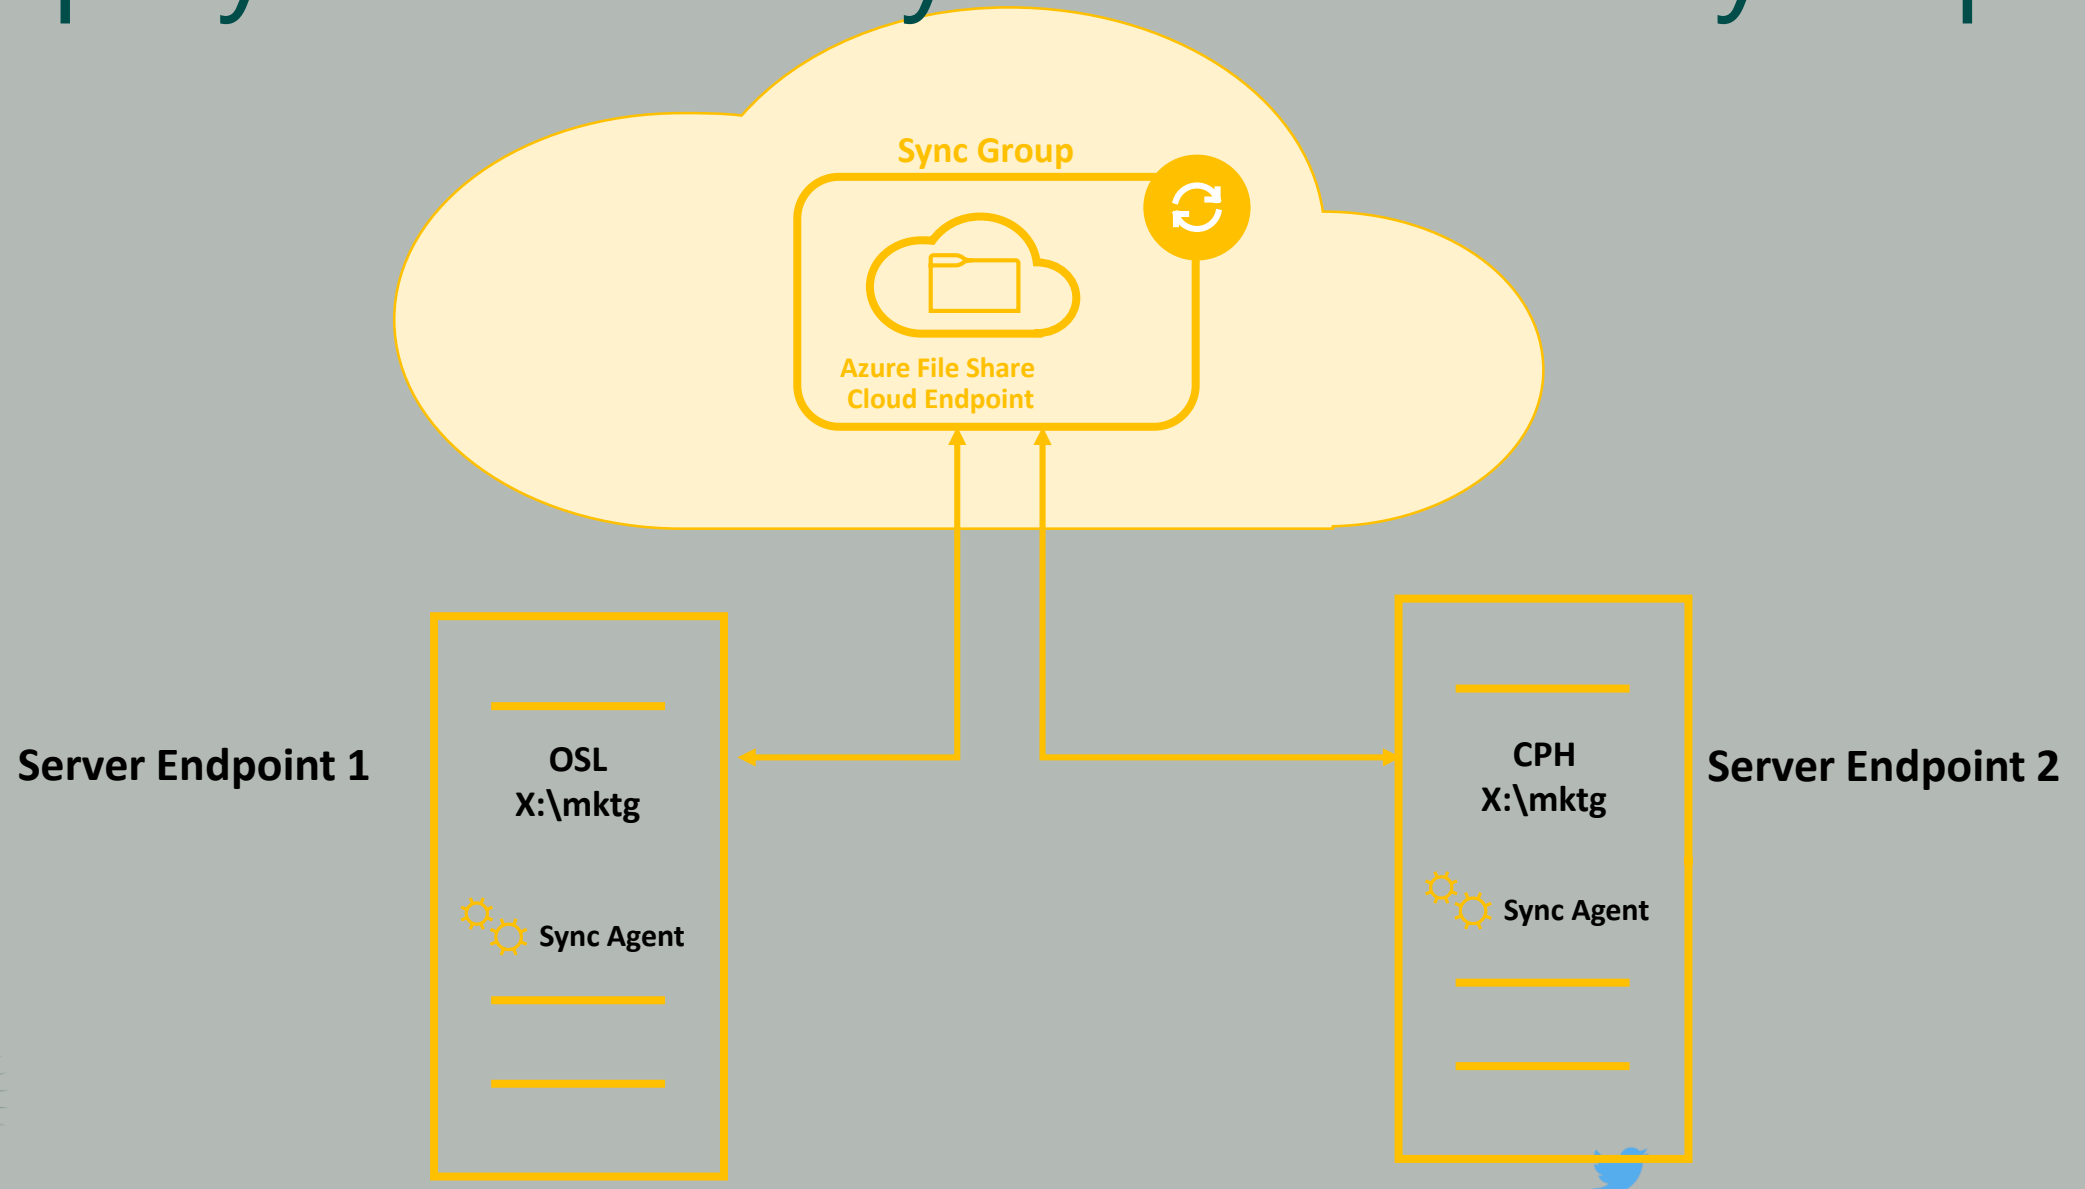 Sync Group
Azure File Share
Cloud Endpoint
Server Endpoint 1
OSL
X:\mktg
Sync Agent
CPH
X:\mktg
Sync Agent
Server Endpoint 2